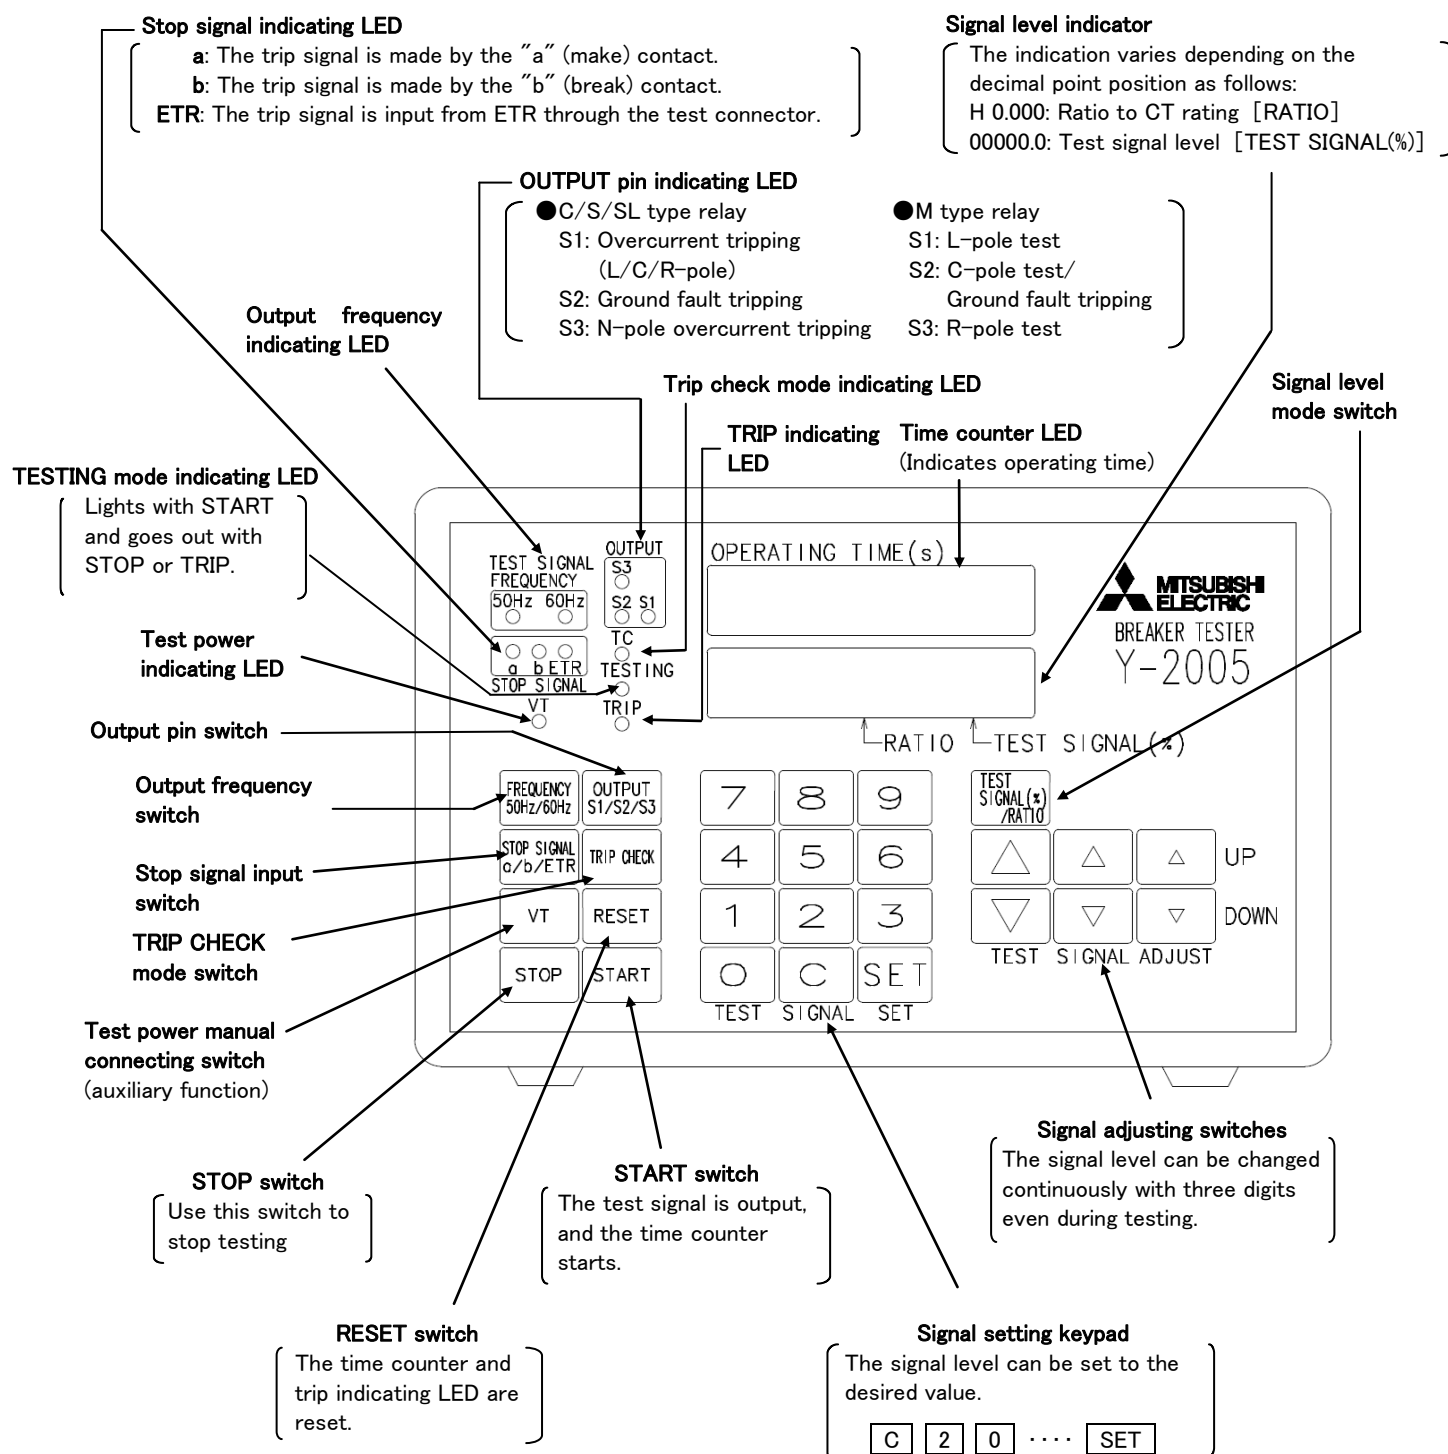 Stop signal indicating LED
a: The trip signal is made by the "a" (make) contact.
b: The trip signal is made by the "b" (break) contact.
ETR: The trip signal is input from ETR through the test connector.
Signal level indicator
The indication varies depending on the
decimal point position as follows:
H 0.000: Ratio to CT rating [RATIO]
00000.0: Test signal level [TEST SIGNAL(%)]
OUTPUT pin indicating LED
●C/S/SL type relay
S1: Overcurrent tripping
(L/C/R-pole)
S2: Ground fault tripping
S3: N-pole overcurrent tripping
●M type relay
S1: L-pole test
S2: C-pole test/
Ground fault tripping
S3: R-pole test
Output frequency
indicating LED
Trip check mode indicating LED
Signal level
mode switch
TRIP indicating
LED
Time counter LED
(Indicates operating time)
TESTING mode indicating LED
Lights with START
and goes out with
STOP or TRIP.
Test power
indicating LED
Output pin switch
Output frequency
switch
Stop signal input
switch
TRIP CHECK
mode switch
Test power manual
connecting switch
(auxiliary function)
TEST SIGNAL
FREQUENCY
50Hz 60Hz
OUTPUT
S3
S2 S1
a b ETR
STOP SIGNAL
VT
TC
TESTING
TRIP
OPERATING TIME(s)
RATIO TEST SIGNAL(%)
MITSUBISHI
ELECTRIC
BREAKER TESTER
Y-2005
FREQUENCY
50Hz/60Hz
OUTPUT
S1/S2/S3
STOP SIGNAL
a/b/ETR
TRIP CHECK
VT
RESET
STOP
START
7 8 9
4 5 6
1 2 3
0 C SET
TEST SIGNAL SET
TEST
SIGNAL(%)
/RATIO
△ △ △ UP
▽ ▽ ▽ DOWN
TEST SIGNAL ADJUST
STOP switch
Use this switch to
stop testing
START switch
The test signal is output,
and the time counter
starts.
Signal adjusting switches
The signal level can be changed
continuously with three digits
even during testing.
RESET switch
The time counter and
trip indicating LED are
reset.
Signal setting keypad
The signal level can be set to the
desired value.
C 2 0 ···· SET